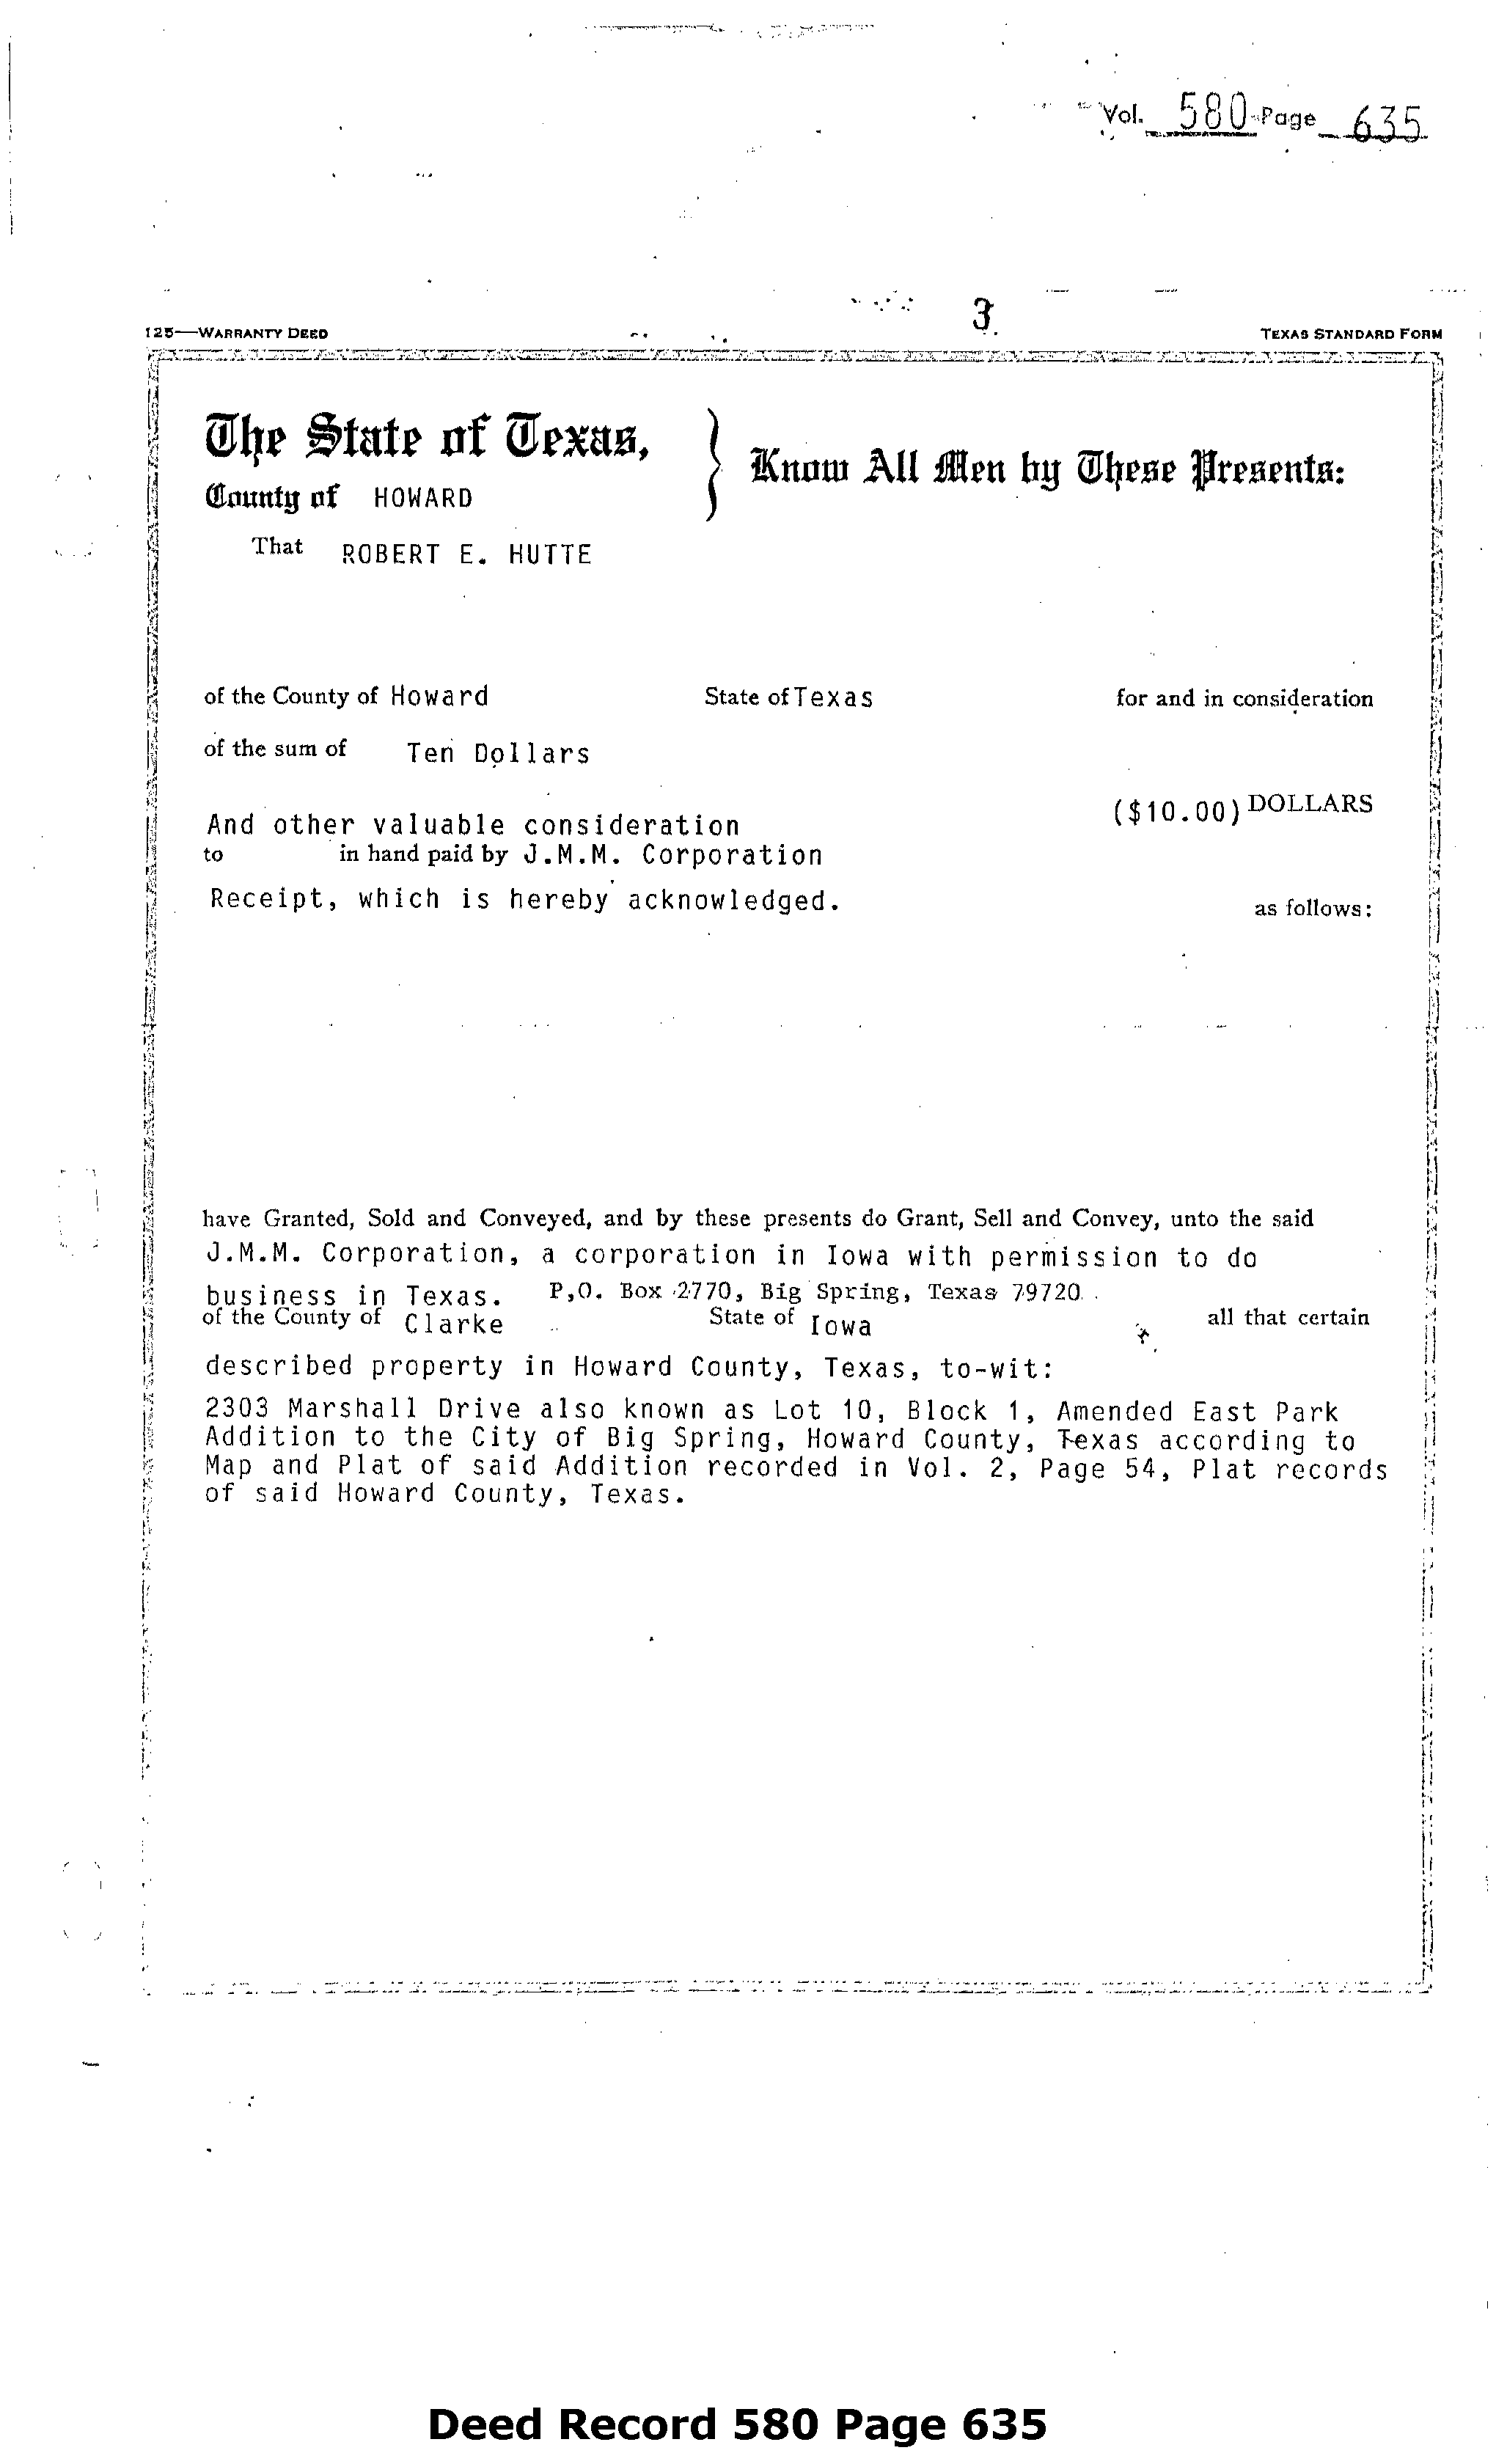 Vol. 580 Page 635
3
125—WARRANTY DEED TEXAS STANDARD FORM
The State of Texas,
County of HOWARD
Know All Men by These Presents:
That ROBERT E. HUTTE
of the County of Howard State of Texas for and in consideration
of the sum of Ten Dollars
($10.00) DOLLARS
And other valuable consideration
to in hand paid by J.M.M. Corporation
Receipt, which is hereby acknowledged. as follows:
have Granted, Sold and Conveyed, and by these presents do Grant, Sell and Convey, unto the said
J.M.M. Corporation, a corporation in Iowa with permission to do
business in Texas. P,O. Box 2770, Big Spring, Texas 79720
of the County of Clarke State of Iowa all that certain
described property in Howard County, Texas, to-wit:
2303 Marshall Drive also known as Lot 10, Block 1, Amended East Park
Addition to the City of Big Spring, Howard County, Texas according to
Map and Plat of said Addition recorded in Vol. 2, Page 54, Plat records
of said Howard County, Texas.
Deed Record 580 Page 635